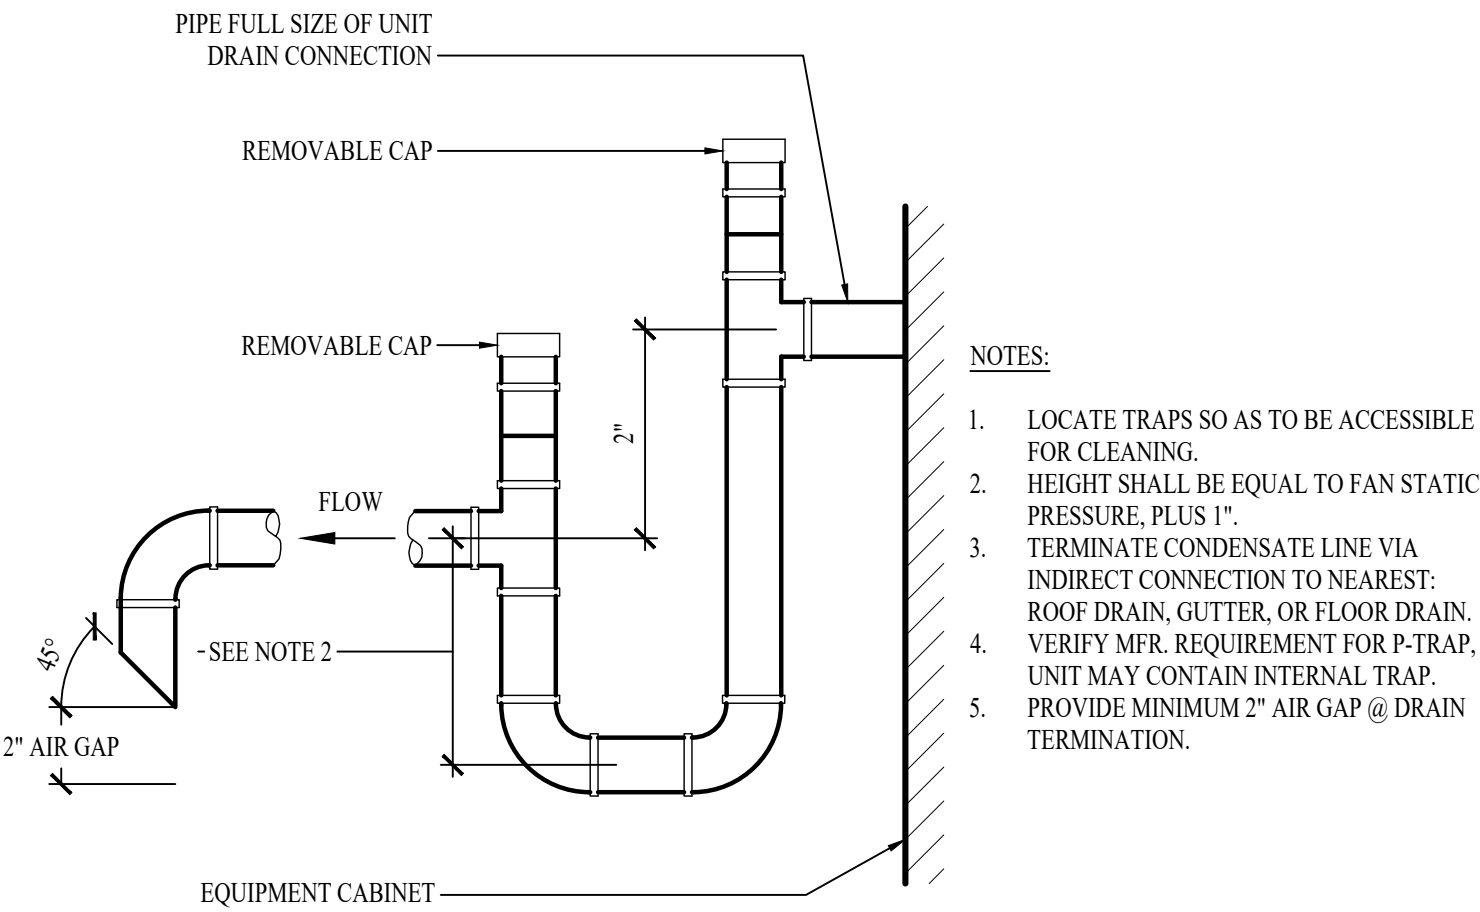 PIPE FULL SIZE OF UNIT
DRAIN CONNECTION
REMOVABLE CAP
REMOVABLE CAP
2"
FLOW
45°
-SEE NOTE 2
2" AIR GAP
EQUIPMENT CABINET
NOTES:
1. LOCATE TRAPS SO AS TO BE ACCESSIBLE
FOR CLEANING.
2. HEIGHT SHALL BE EQUAL TO FAN STATIC
PRESSURE, PLUS 1".
3. TERMINATE CONDENSATE LINE VIA
INDIRECT CONNECTION TO NEAREST:
ROOF DRAIN, GUTTER, OR FLOOR DRAIN.
4. VERIFY MFR. REQUIREMENT FOR P-TRAP,
UNIT MAY CONTAIN INTERNAL TRAP.
5. PROVIDE MINIMUM 2" AIR GAP @ DRAIN
TERMINATION.